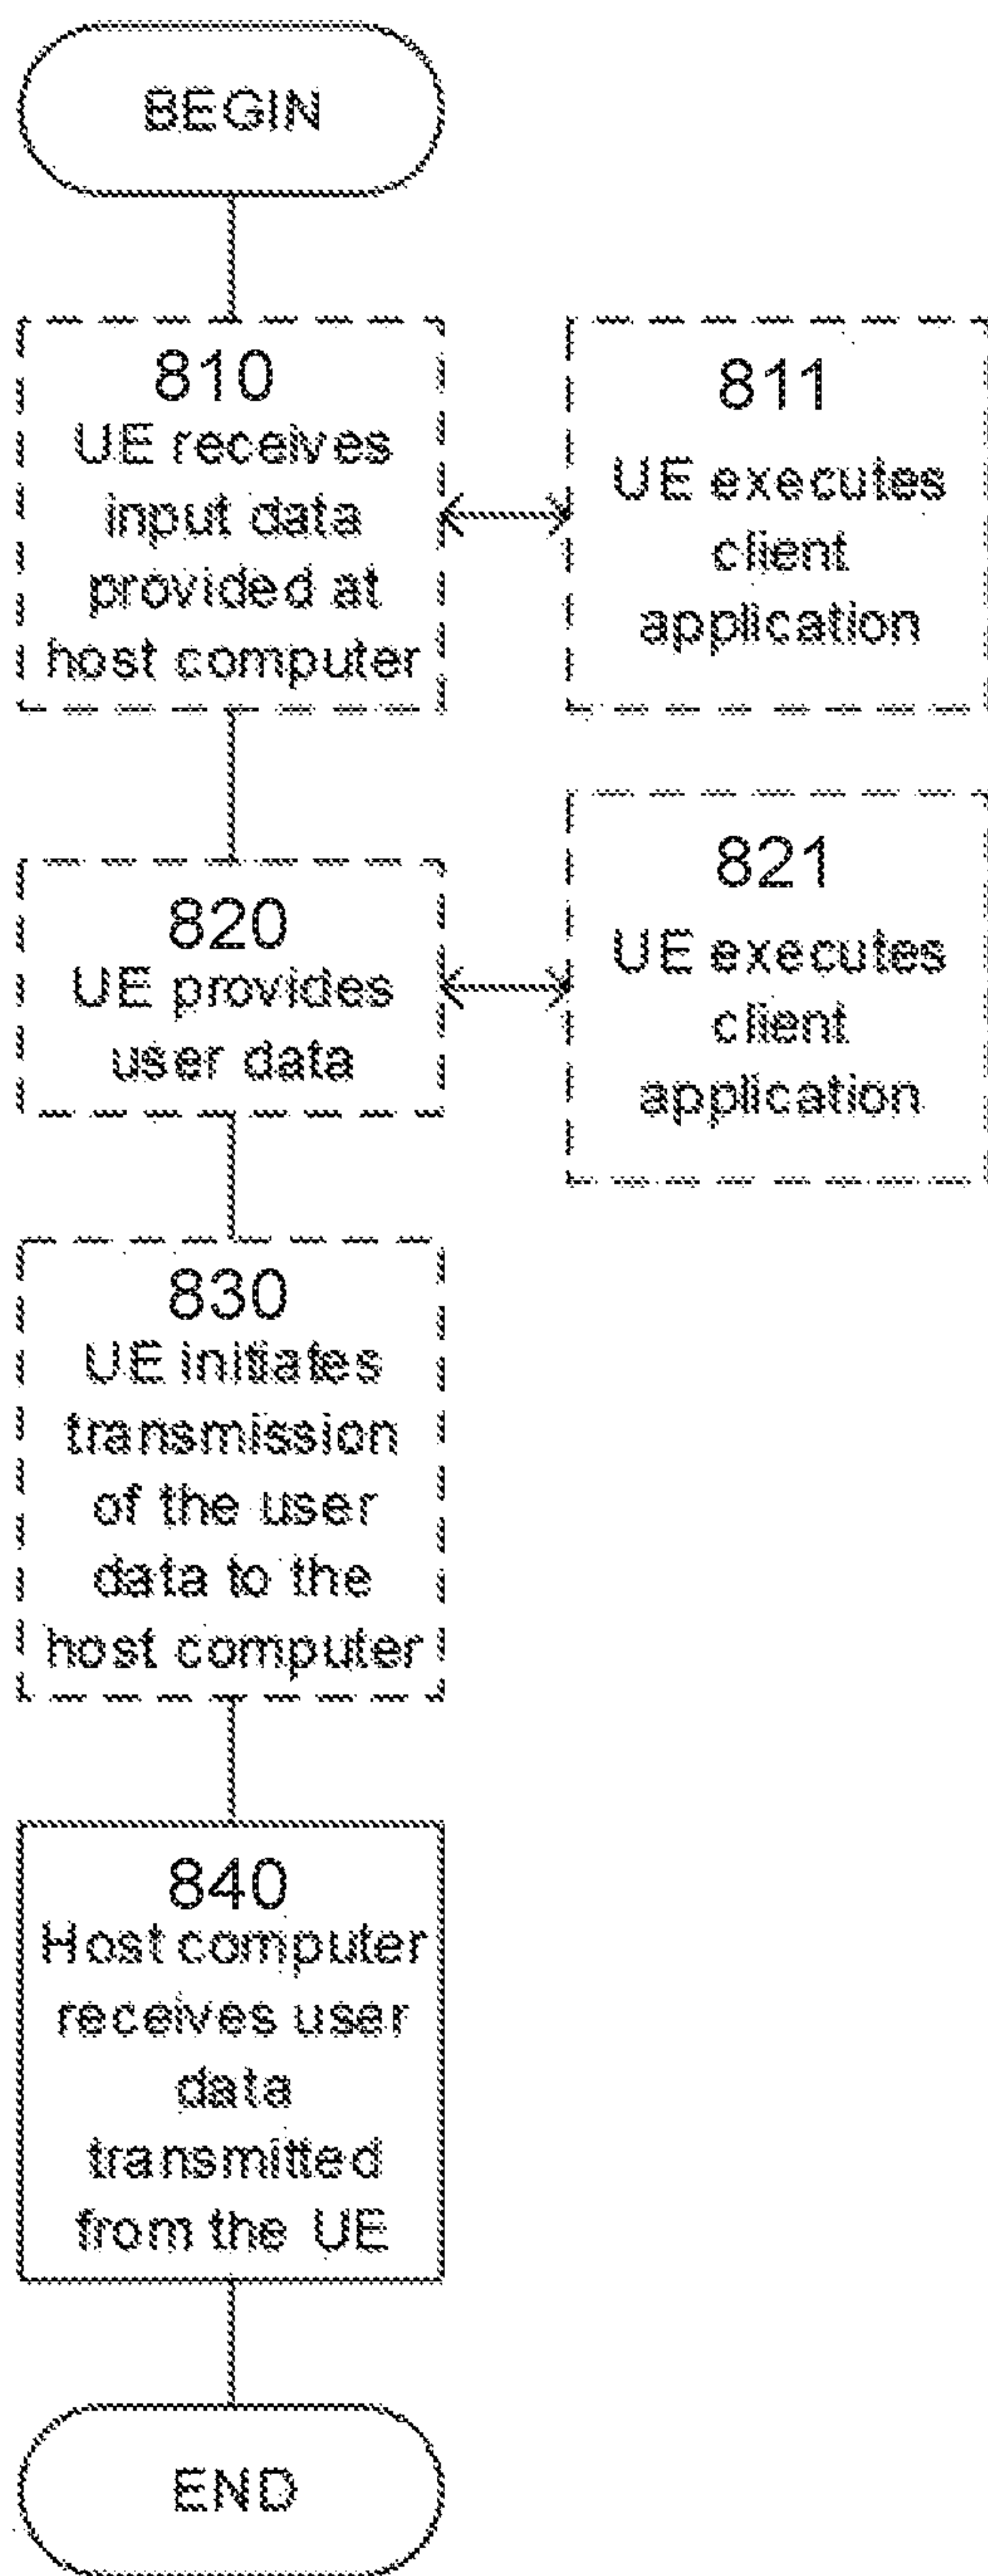 BEGIN
810
UE receives
input data
provided at
host computer
811
UE executes
client
application
820
UE provides
user data
821
UE executes
client
application
830
UE initiates
transmission
of the user
data to the
host computer
840
Host computer
receives user
data
transmitted
from the UE
END